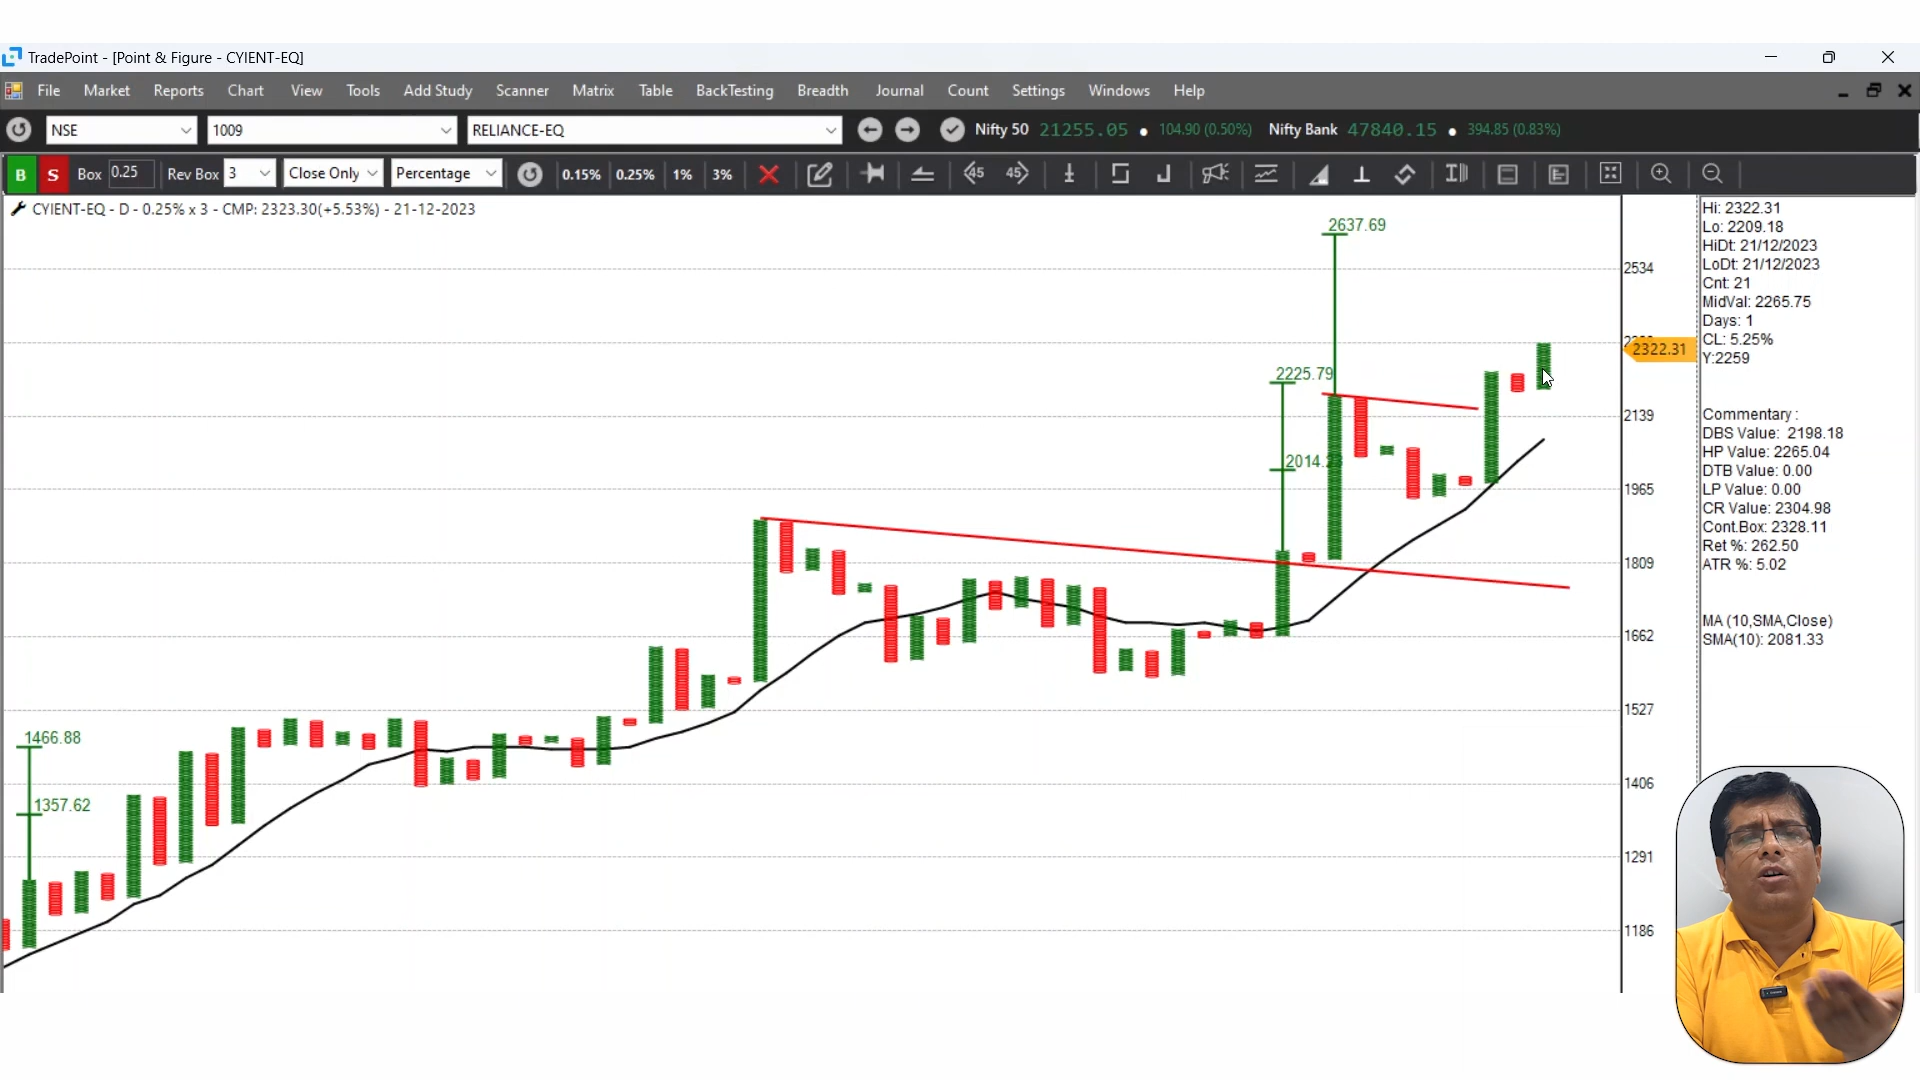 TradePoint - [Point & Figure - CYIENT-EQ]
File Market Reports Chart View Tools Add Study Scanner Matrix Table BackTesting Breadth Journal Count Settings Windows Help
NSE 1009 RELIANCE-EQ Nifty 50 21255.05 ● 104.90 (0.50%) Nifty Bank 47840.15 ● 394.85 (0.83%)
B S Box 0.25 Rev Box 3 Close Only Percentage 0.15% 0.25% 1% 3% 45 45
CYIENT-EQ - D - 0.25% x 3 - CMP: 2323.30(+5.53%) - 21-12-2023
2637.69
2225.79
1466.88
1357.62
2534
2322.31
2139
1965
1809
1662
1527
1406
1291
1186
Hi: 2322.31
Lo: 2209.18
HiDt: 21/12/2023
LoDt: 21/12/2023
Cnt: 21
MidVal: 2265.75
Days: 1
CL: 5.25%
Y:2259
Commentary :
DBS Value: 2198.18
HP Value: 2265.04
DTB Value: 0.00
LP Value: 0.00
CR Value: 2304.98
Cont.Box: 2328.11
Ret %: 262.50
ATR %: 5.02
MA (10,SMA,Close)
SMA(10): 2081.33